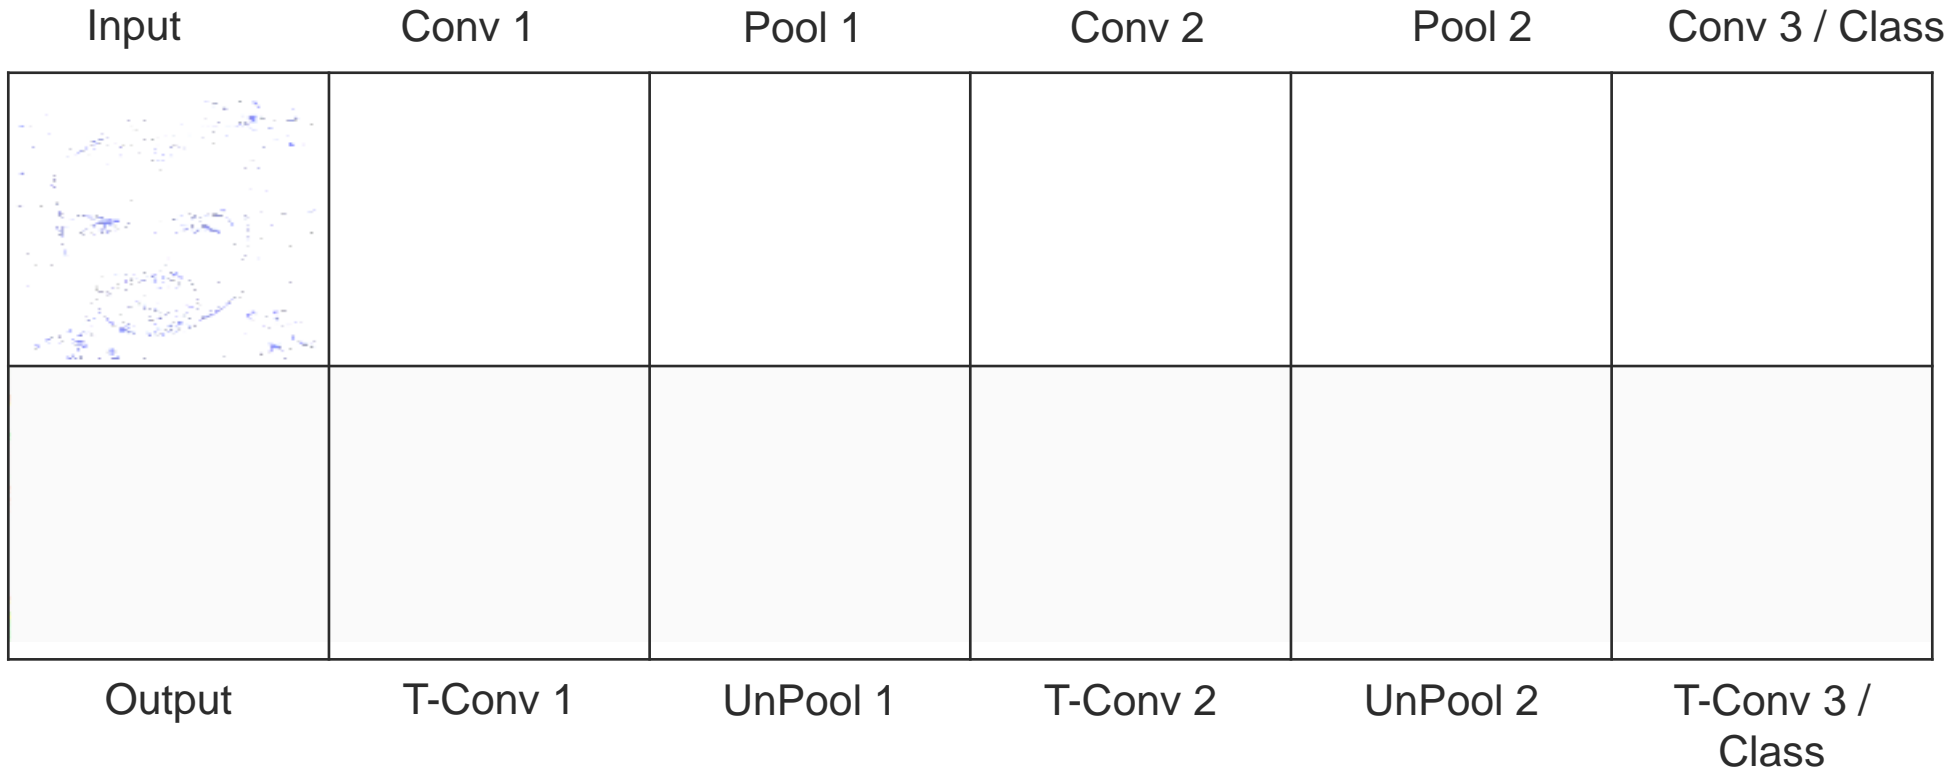 Input Conv 1 Pool 1 Conv 2 Pool 2 Conv 3 / Class
Output T-Conv 1 UnPool 1 T-Conv 2 UnPool 2 T-Conv 3 /
Class